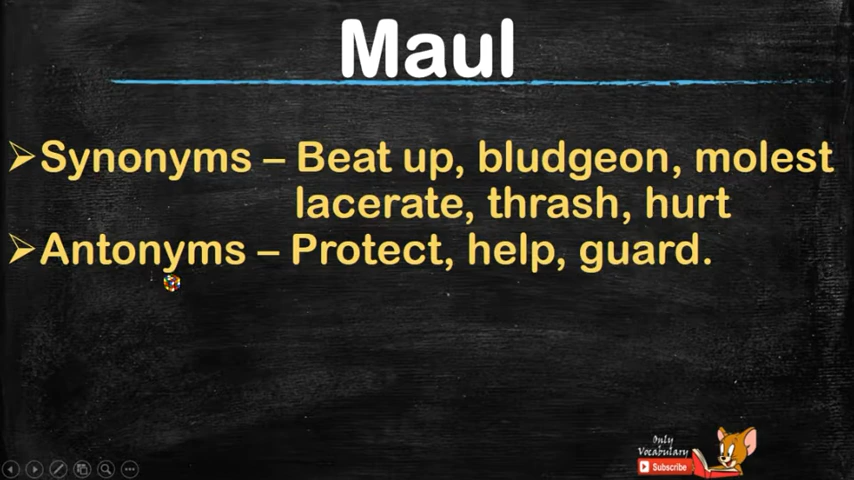 Maul
➢Synonyms – Beat up, bludgeon, molest
lacerate, thrash, hurt
➢Antonyms – Protect, help, guard.
Only
Vocabulary
Subscribe